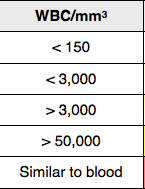 WBC/mm³
< 150
< 3,000
> 3,000
> 50,000
Similar to blood